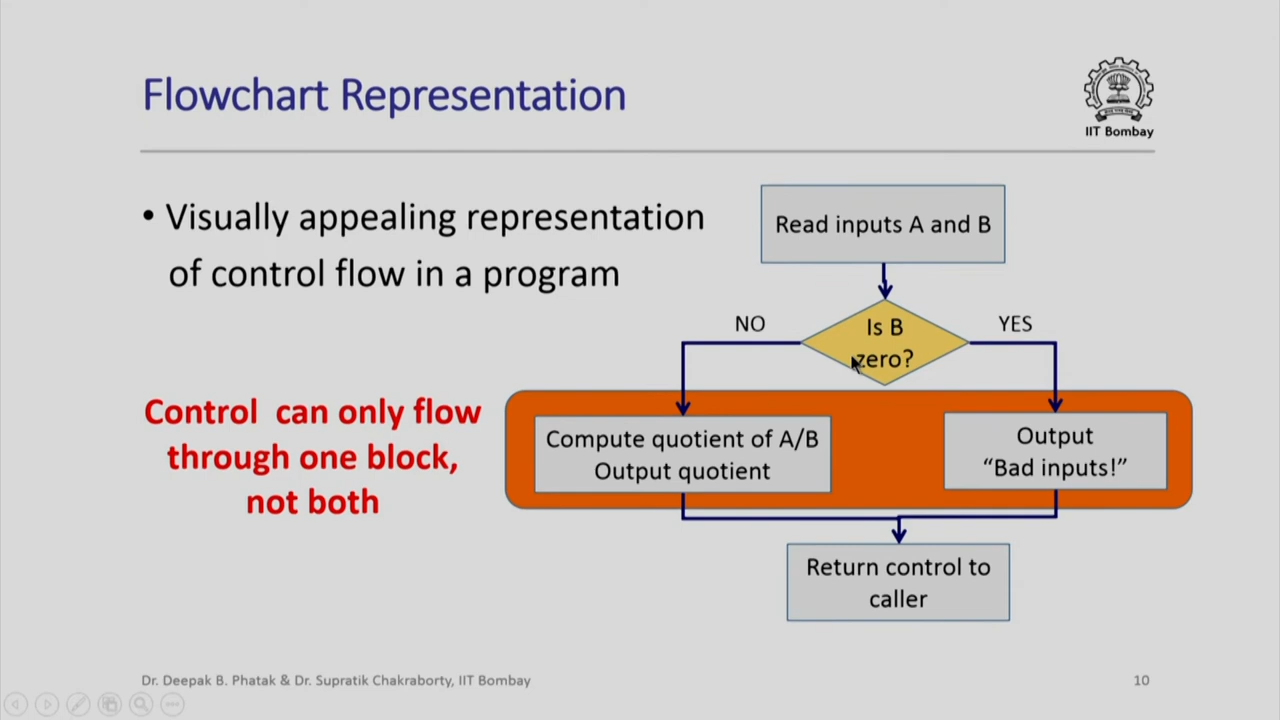 Flowchart Representation
IIT Bombay
• Visually appealing representation
of control flow in a program
Control can only flow
through one block,
not both
Read inputs A and B
Is B
zero?
NO
YES
Compute quotient of A/B
Output quotient
Output
“Bad inputs!”
Return control to
caller
Dr. Deepak B. Phatak & Dr. Supratik Chakraborty, IIT Bombay
10